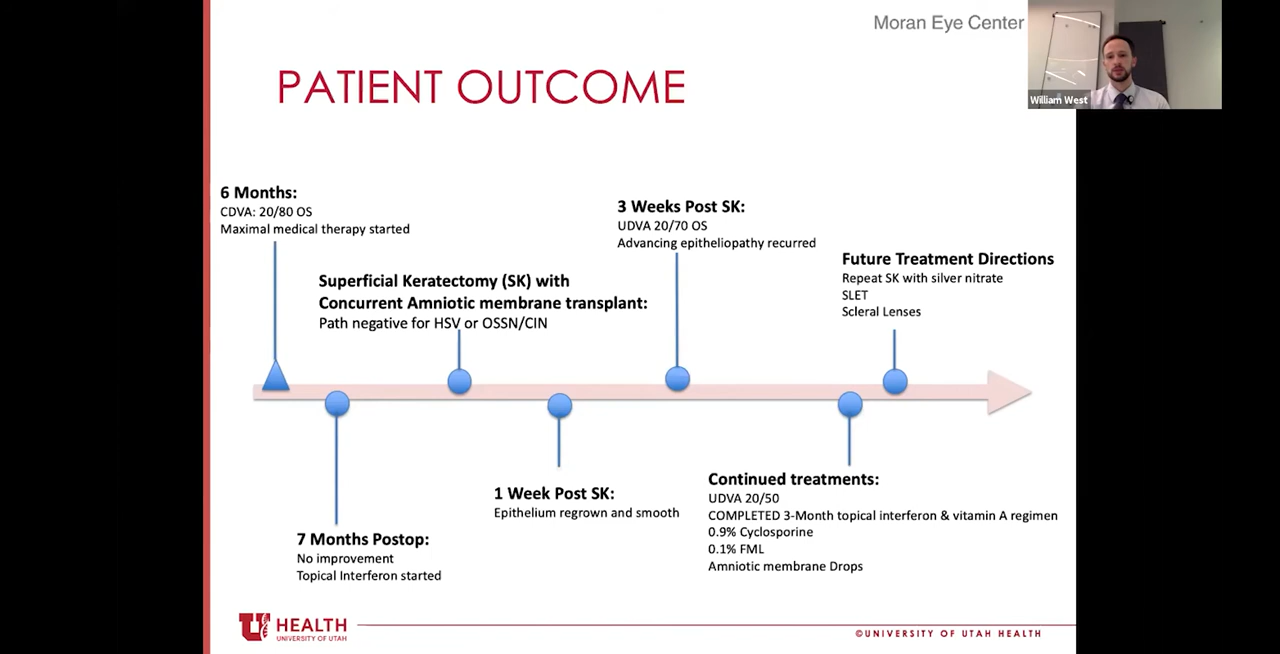 Moran Eye Center
PATIENT OUTCOME
William West
6 Months:
CDVA: 20/80 OS
Maximal medical therapy started
Superficial Keratectomy (SK) with
Concurrent Amniotic membrane transplant:
Path negative for HSV or OSSN/CIN
3 Weeks Post SK:
UDVA 20/70 OS
Advancing epitheliopathy recurred
Future Treatment Directions
Repeat SK with silver nitrate
SLET
Scleral Lenses
7 Months Postop:
No improvement
Topical Interferon started
1 Week Post SK:
Epithelium regrown and smooth
Continued treatments:
UDVA 20/50
COMPLETED 3-Month topical interferon & vitamin A regimen
0.9% Cyclosporine
0.1% FML
Amniotic membrane Drops
U HEALTH
UNIVERSITY OF UTAH
©UNIVERSITY OF UTAH HEALTH